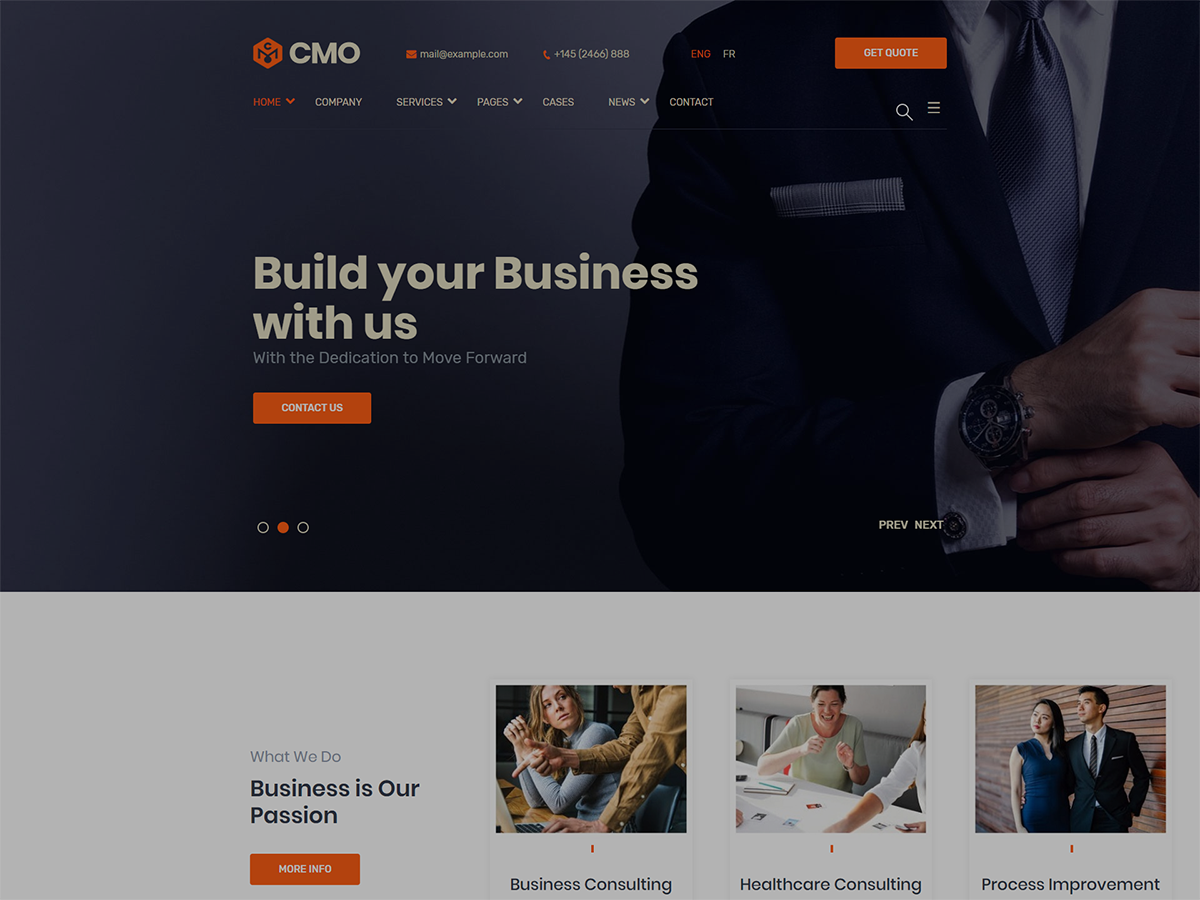 CMO
mail@example.com
+145 (2466) 888
ENG FR
GET QUOTE
HOME COMPANY SERVICES PAGES CASES NEWS CONTACT
Build your Business
with us
With the Dedication to Move Forward
CONTACT US
PREV NEXT
What We Do
Business is Our
Passion
MORE INFO
Business Consulting
Healthcare Consulting
Process Improvement